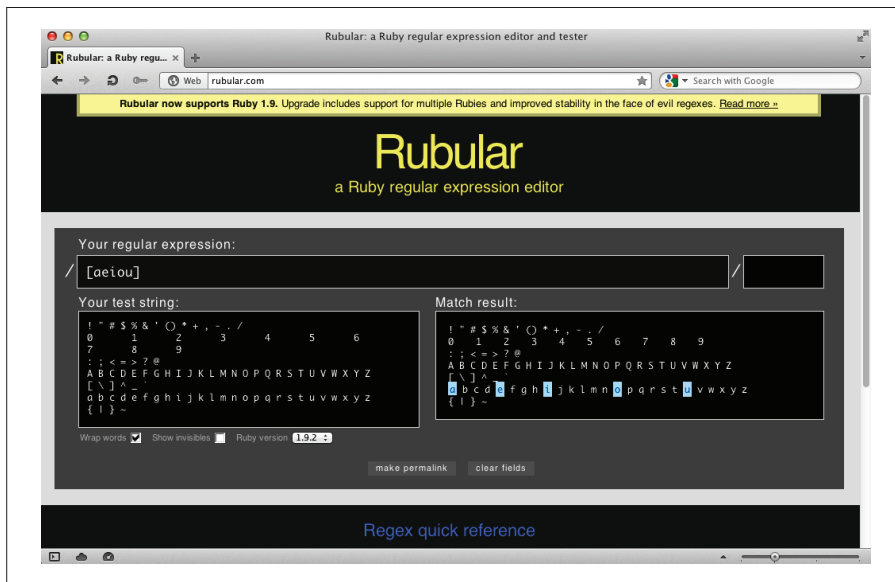 Rubular: a Ruby regular expression editor and tester
Rubular: a Ruby regu...
Web rubular.com
Search with Google
Rubular now supports Ruby 1.9. Upgrade includes support for multiple Rubies and improved stability in the face of evil regexes. Read more »
Rubular
a Ruby regular expression editor
Your regular expression:
/ [aeiou] /
Your test string:
! " # $ % & ' () * + , - . /
0 1 2 3 4 5 6
7 8 9
: ; < = > ? @
A B C D E F G H I J K L M N O P Q R S T U V W X Y Z
[ \ ] ^ _ `
a b c d e f g h i j k l m n o p q r s t u v w x y z
{ | } ~
Match result:
! " # $ % & ' () * + , - . /
0 1 2 3 4 5 6 7 8 9
: ; < = > ? @
A B C D E F G H I J K L M N O P Q R S T U V W X Y Z
[ \ ] ^ _ `
a b c d e f g h i j k l m n o p q r s t u v w x y z
{ | } ~
Wrap words Show invisibles Ruby version 1.9.2
make permalink clear fields
Regex quick reference